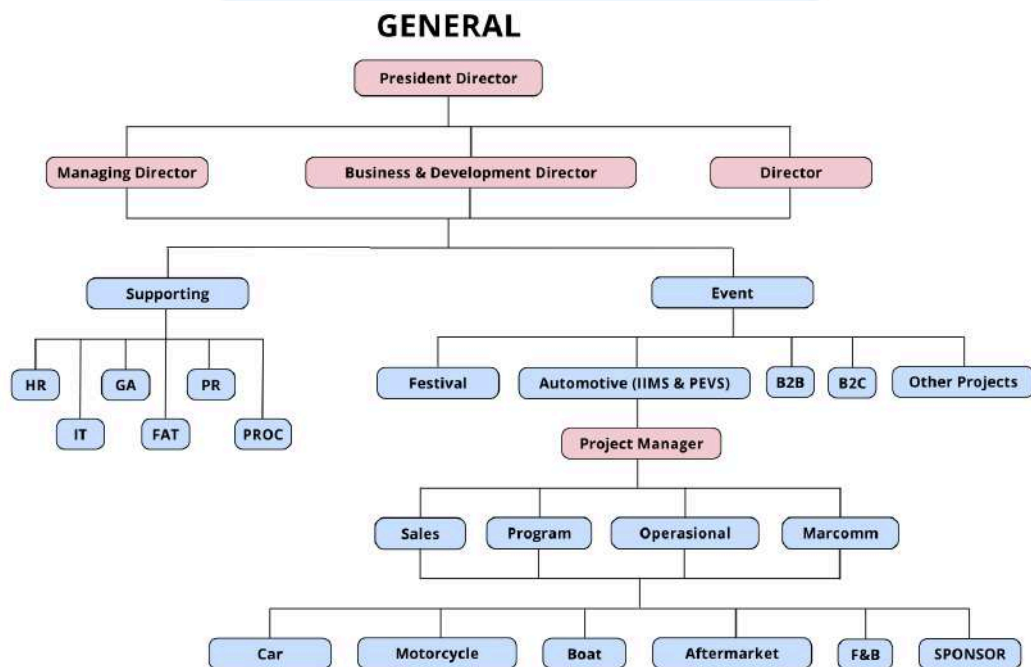 GENERAL
President Director
Managing Director
Business & Development Director
Director
Supporting
Event
HR
GA
PR
IT
FAT
PROC
Festival
Automotive (IIMS & PEVS)
B2B
B2C
Other Projects
Project Manager
Sales
Program
Operasional
Marcomm
Car
Motorcycle
Boat
Aftermarket
F&B
SPONSOR